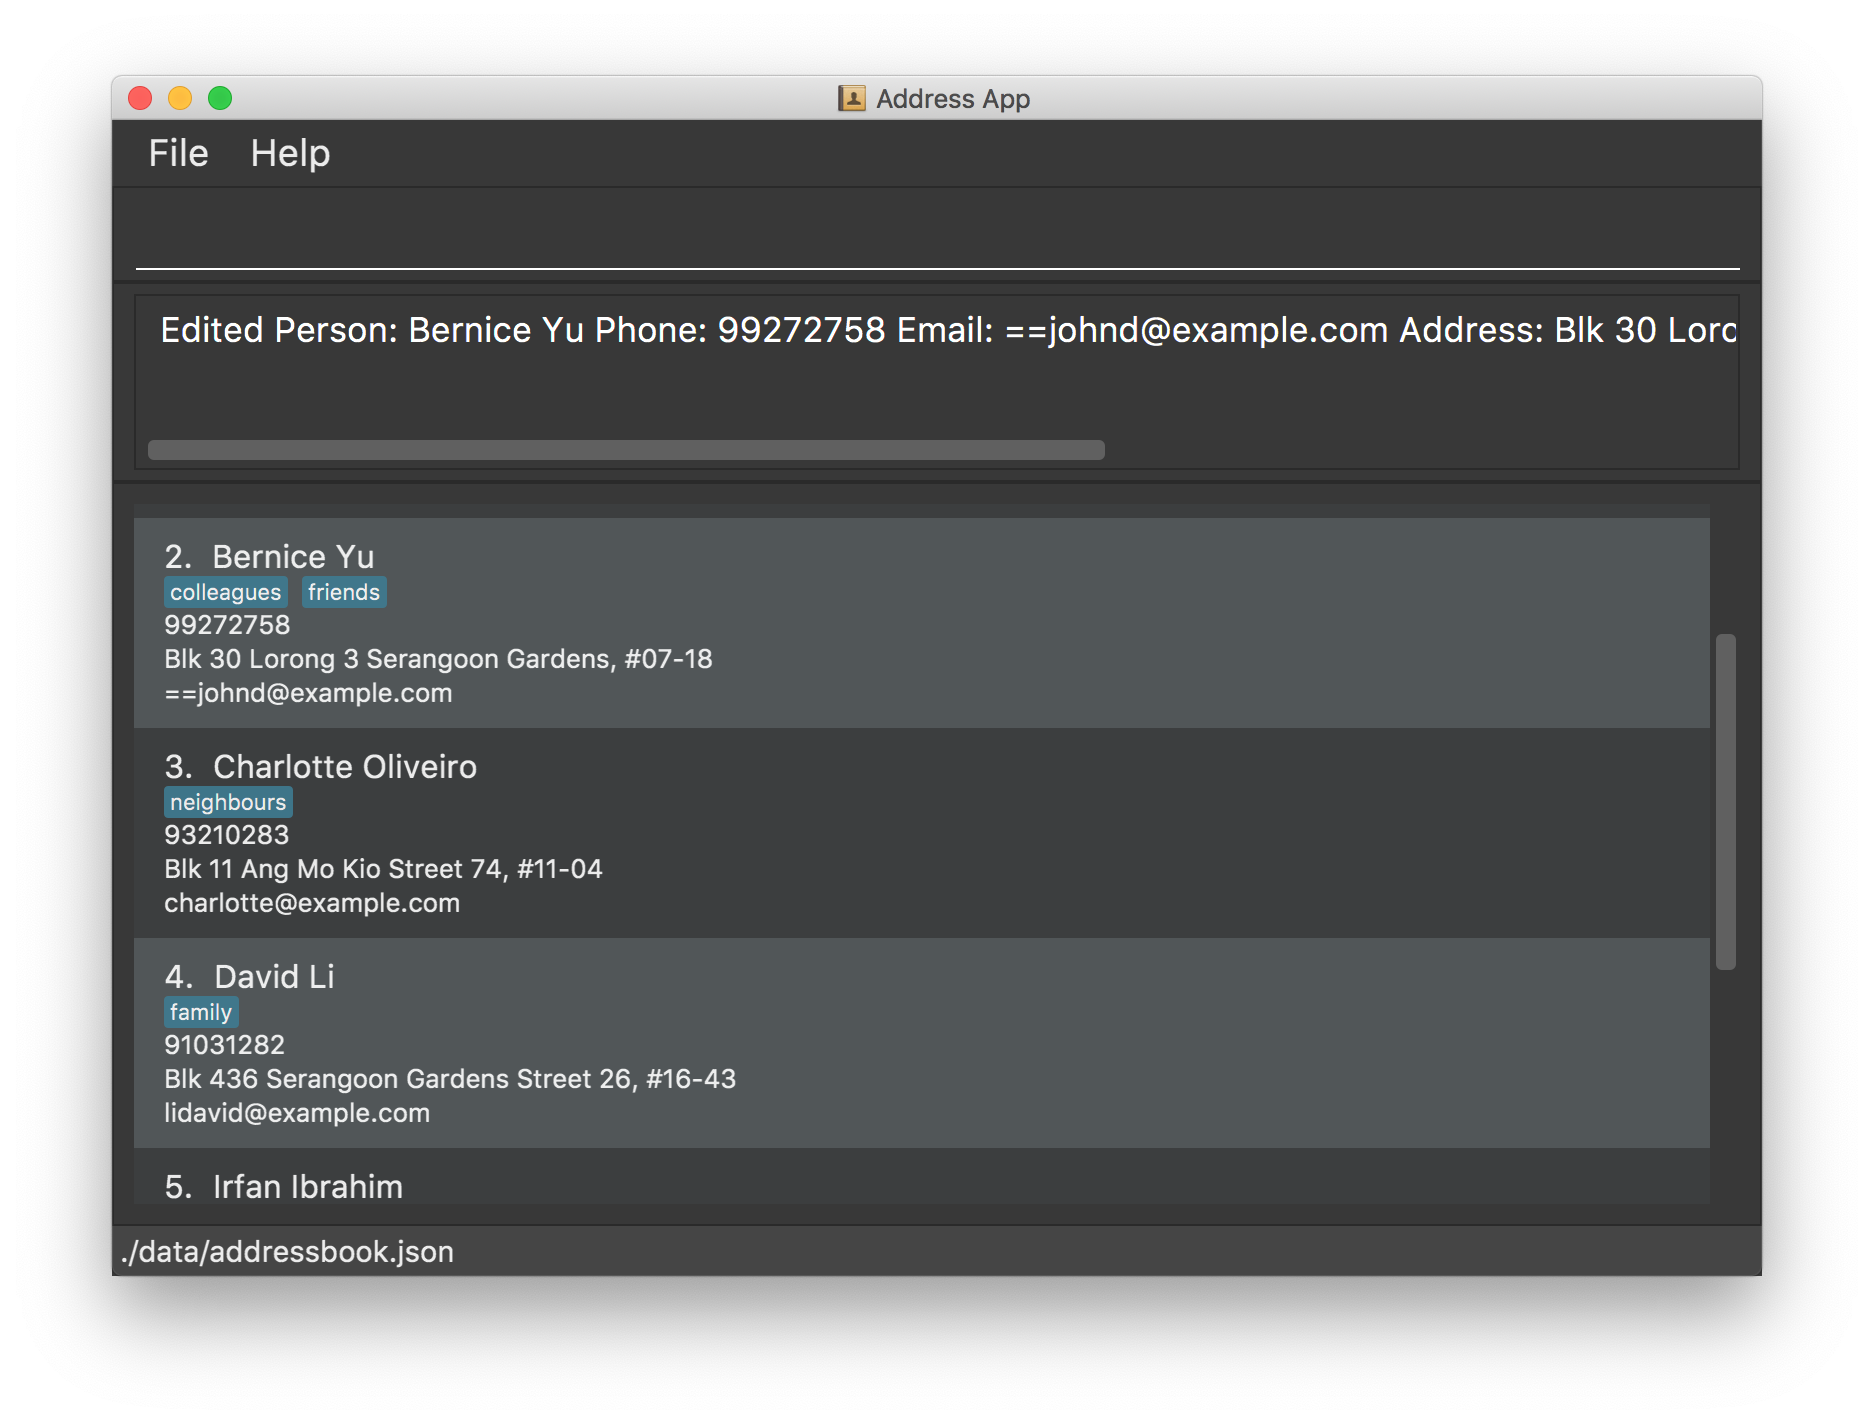 Address App
File Help
Edited Person: Bernice Yu Phone: 99272758 Email: ==johnd@example.com Address: Blk 30 Loro
2. Bernice Yu
colleagues friends
99272758
Blk 30 Lorong 3 Serangoon Gardens, #07-18
==johnd@example.com
3. Charlotte Oliveiro
neighbours
93210283
Blk 11 Ang Mo Kio Street 74, #11-04
charlotte@example.com
4. David Li
family
91031282
Blk 436 Serangoon Gardens Street 26, #16-43
lidavid@example.com
5. Irfan Ibrahim
./data/addressbook.json